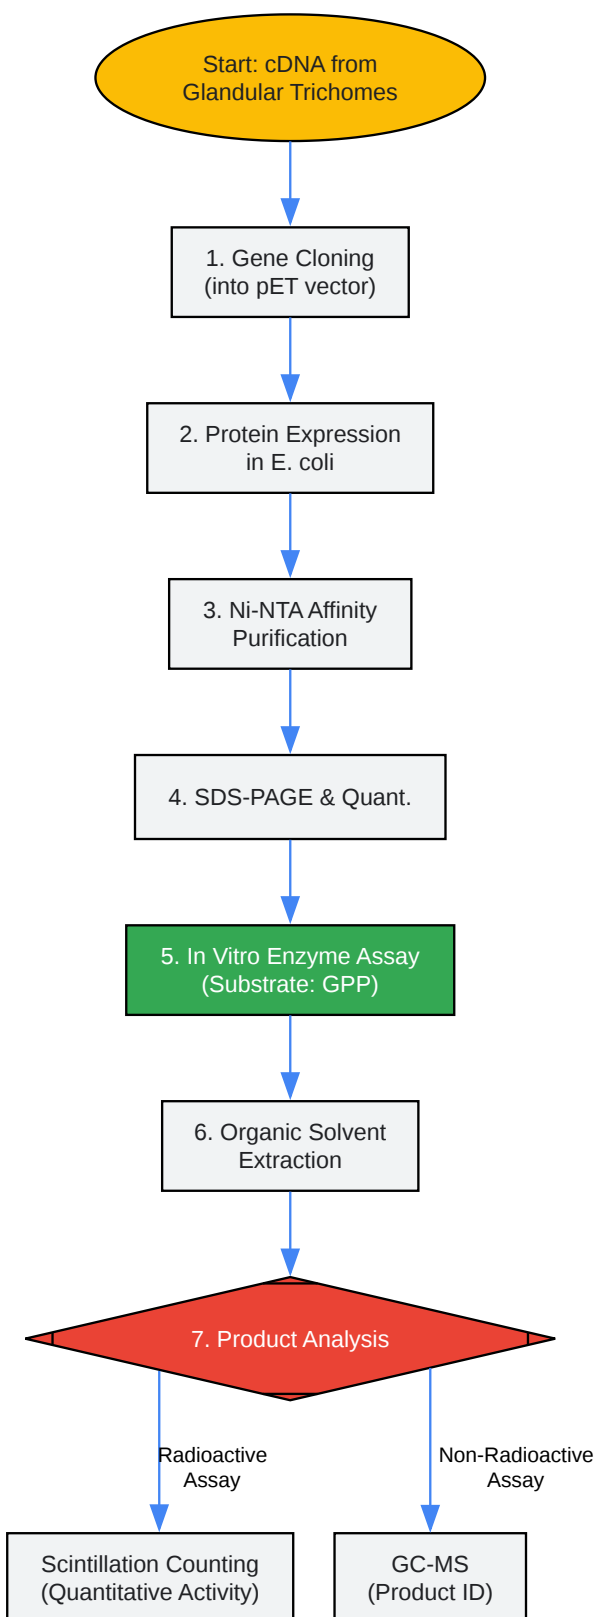 Start: cDNA from
Glandular Trichomes
1. Gene Cloning
(into pET vector)
2. Protein Expression
in E. coli
3. Ni-NTA Affinity
Purification
4. SDS-PAGE & Quant.
5. In Vitro Enzyme Assay
(Substrate: GPP)
6. Organic Solvent
Extraction
7. Product Analysis
Radioactive
Assay
Non-Radioactive
Assay
Scintillation Counting
(Quantitative Activity)
GC-MS
(Product ID)